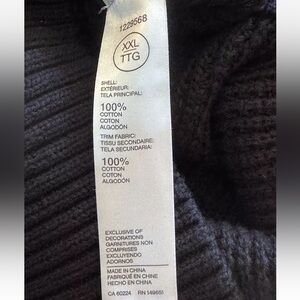 1229568
XXL
TTG
SHELL:
EXTÉRIEUR:
TELA PRINCIPAL:
100%
COTTON
COTON
ALGODÓN
TRIM FABRIC:
TISSU SECONDAIRE:
TELA SECUNDARIA:
100%
COTTON
COTON
ALGODÓN
EXCLUSIVE OF
DECORATIONS
GARNITURES NON
COMPRISES
EXCLUYENDO
ADORNOS
MADE IN CHINA
FABRIQUÉ EN CHINE
HECHO EN CHINA
CA 60224 RN 149651